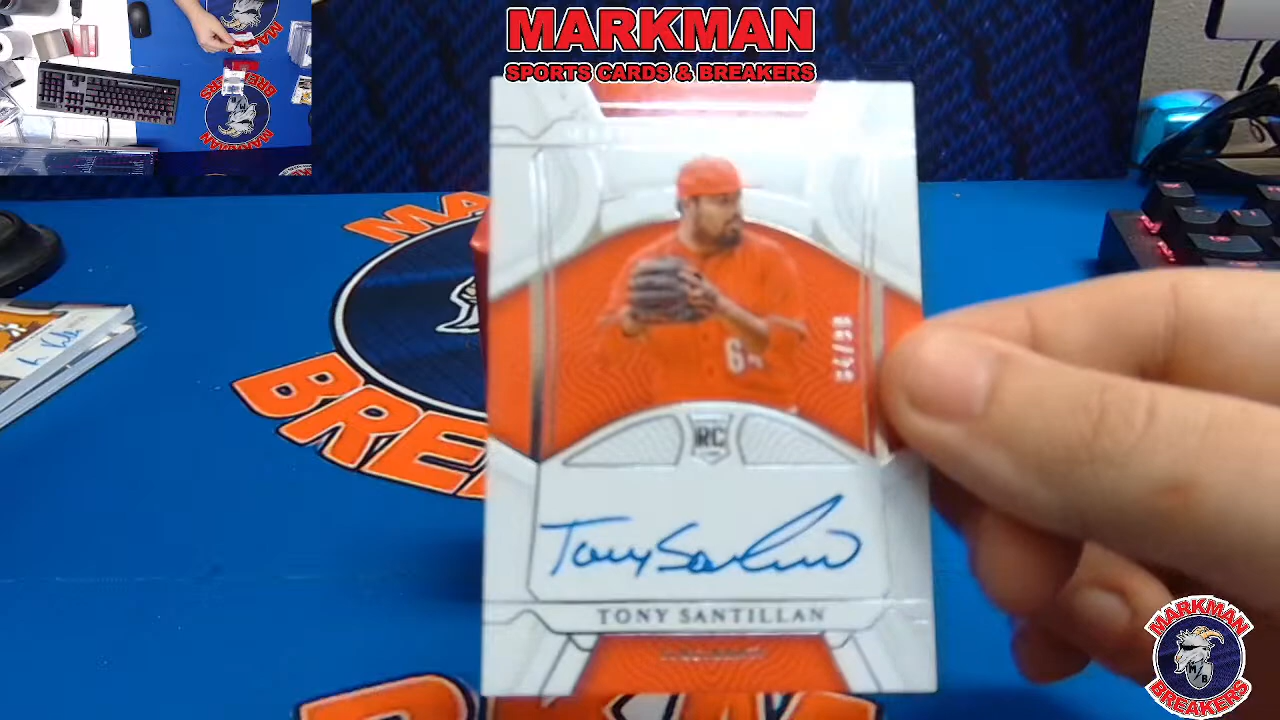 MARKMAN
SPORTS CARDS & BREAKERS
RC
Tony Santillan
TONY SANTILLAN
MARKMAN
BREAKERS